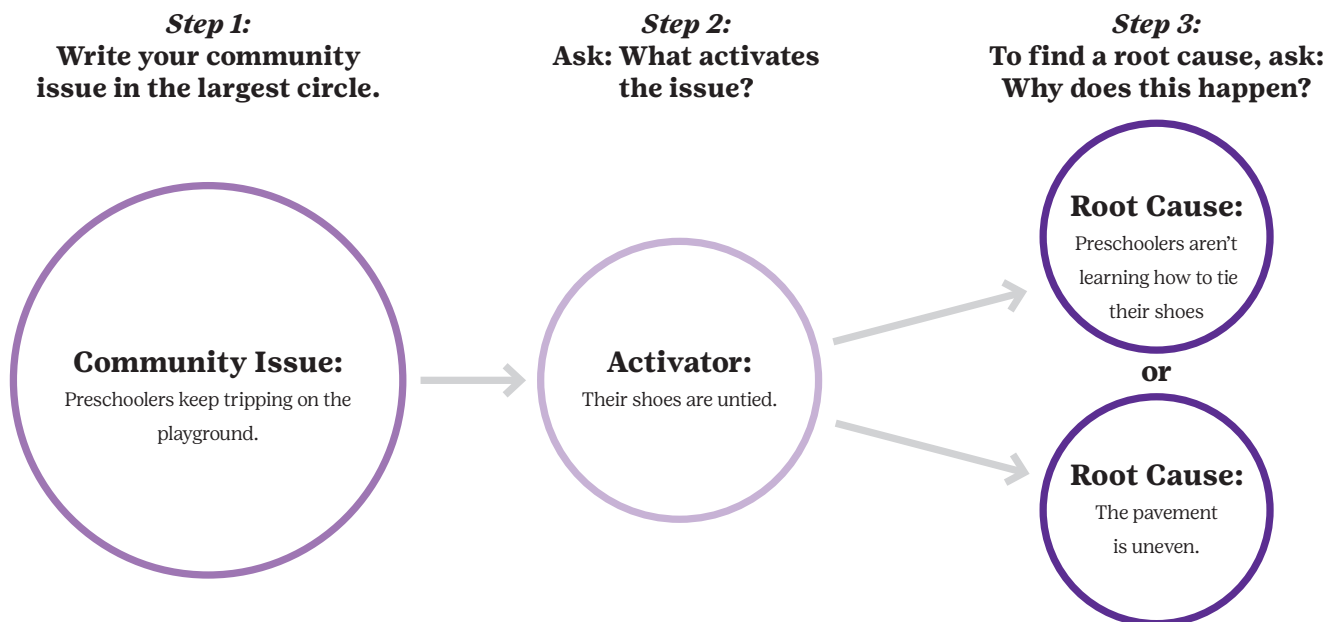 Step 1:
Write your community
issue in the largest circle.
Step 2:
Ask: What activates
the issue?
Step 3:
To find a root cause, ask:
Why does this happen?
Community Issue:
Preschoolers keep tripping on the
playground.
Activator:
Their shoes are untied.
Root Cause:
Preschoolers aren’t
learning how to tie
their shoes
or
Root Cause:
The pavement
is uneven.